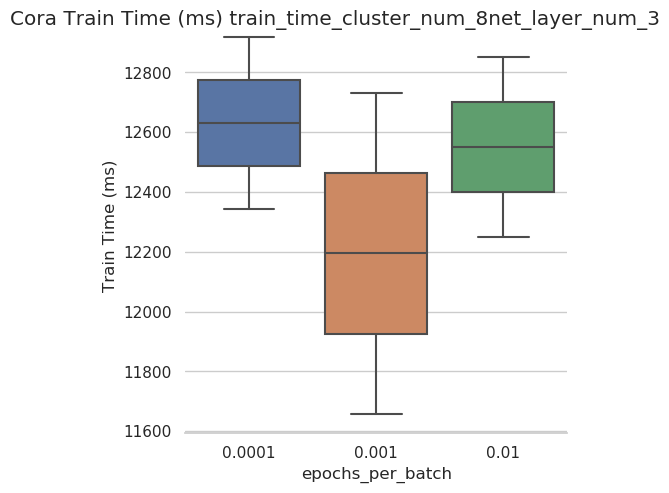 Cora Train Time (ms) train_time_cluster_num_8net_layer_num_3
12800
12600
12400
12200
12000
11800
11600
Train Time (ms)
0.0001 0.001 0.01
epochs_per_batch